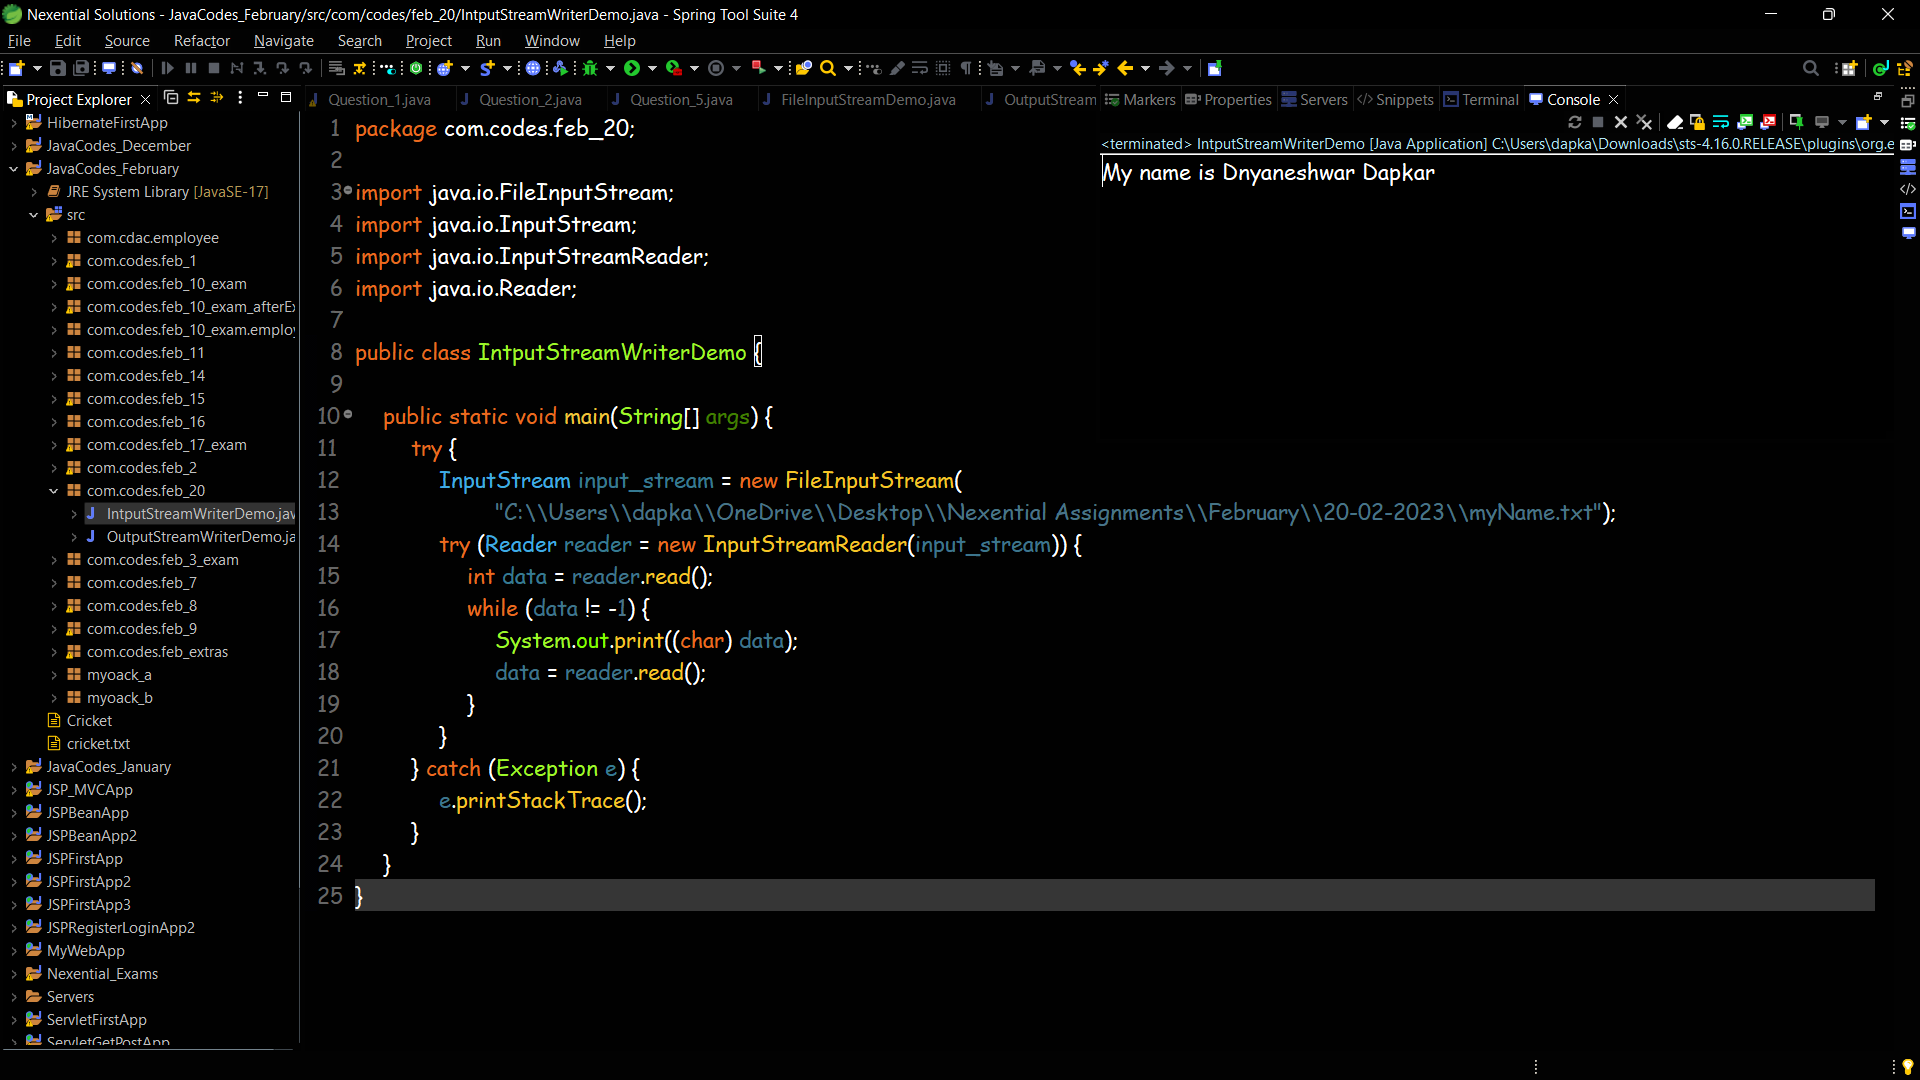 Nexential Solutions - JavaCodes_February/src/com/codes/feb_20/IntputStreamWriterDemo.java - Spring Tool Suite 4
File Edit Source Refactor Navigate Search Project Run Window Help
Project Explorer
HibernateFirstApp
JavaCodes_December
JavaCodes_February
JRE System Library [JavaSE-17]
src
com.cdac.employee
com.codes.feb_1
com.codes.feb_10_exam
com.codes.feb_10_exam_afterEx
com.codes.feb_10_exam.employ
com.codes.feb_11
com.codes.feb_14
com.codes.feb_15
com.codes.feb_16
com.codes.feb_17_exam
com.codes.feb_2
com.codes.feb_20
IntputStreamWriterDemo.jav
OutputStreamWriterDemo.ja
com.codes.feb_3_exam
com.codes.feb_7
com.codes.feb_8
com.codes.feb_9
com.codes.feb_extras
myoack_a
myoack_b
Cricket
cricket.txt
JavaCodes_January
JSP_MVCApp
JSPBeanApp
JSPBeanApp2
JSPFirstApp
JSPFirstApp2
JSPFirstApp3
JSPRegisterLoginApp2
MyWebApp
Nexential_Exams
Servers
ServletFirstApp
ServletGetPostApp
Question_1.java Question_2.java Question_5.java FileInputStreamDemo.java OutputStream
1 package com.codes.feb_20;
2
3 import java.io.FileInputStream;
4 import java.io.InputStream;
5 import java.io.InputStreamReader;
6 import java.io.Reader;
7
8 public class IntputStreamWriterDemo {
9
10 public static void main(String[] args) {
11 try {
12 InputStream input_stream = new FileInputStream(
13 "C:\\Users\\dapka\\OneDrive\\Desktop\\Nexential Assignments\\February\\20-02-2023\\myName.txt");
14 try (Reader reader = new InputStreamReader(input_stream)) {
15 int data = reader.read();
16 while (data != -1) {
17 System.out.print((char) data);
18 data = reader.read();
19 }
20 }
21 } catch (Exception e) {
22 e.printStackTrace();
23 }
24 }
25 }
Markers Properties Servers Snippets Terminal Console
<terminated> IntputStreamWriterDemo [Java Application] C:\Users\dapka\Downloads\sts-4.16.0.RELEASE\plugins\org.e
My name is Dnyaneshwar Dapkar